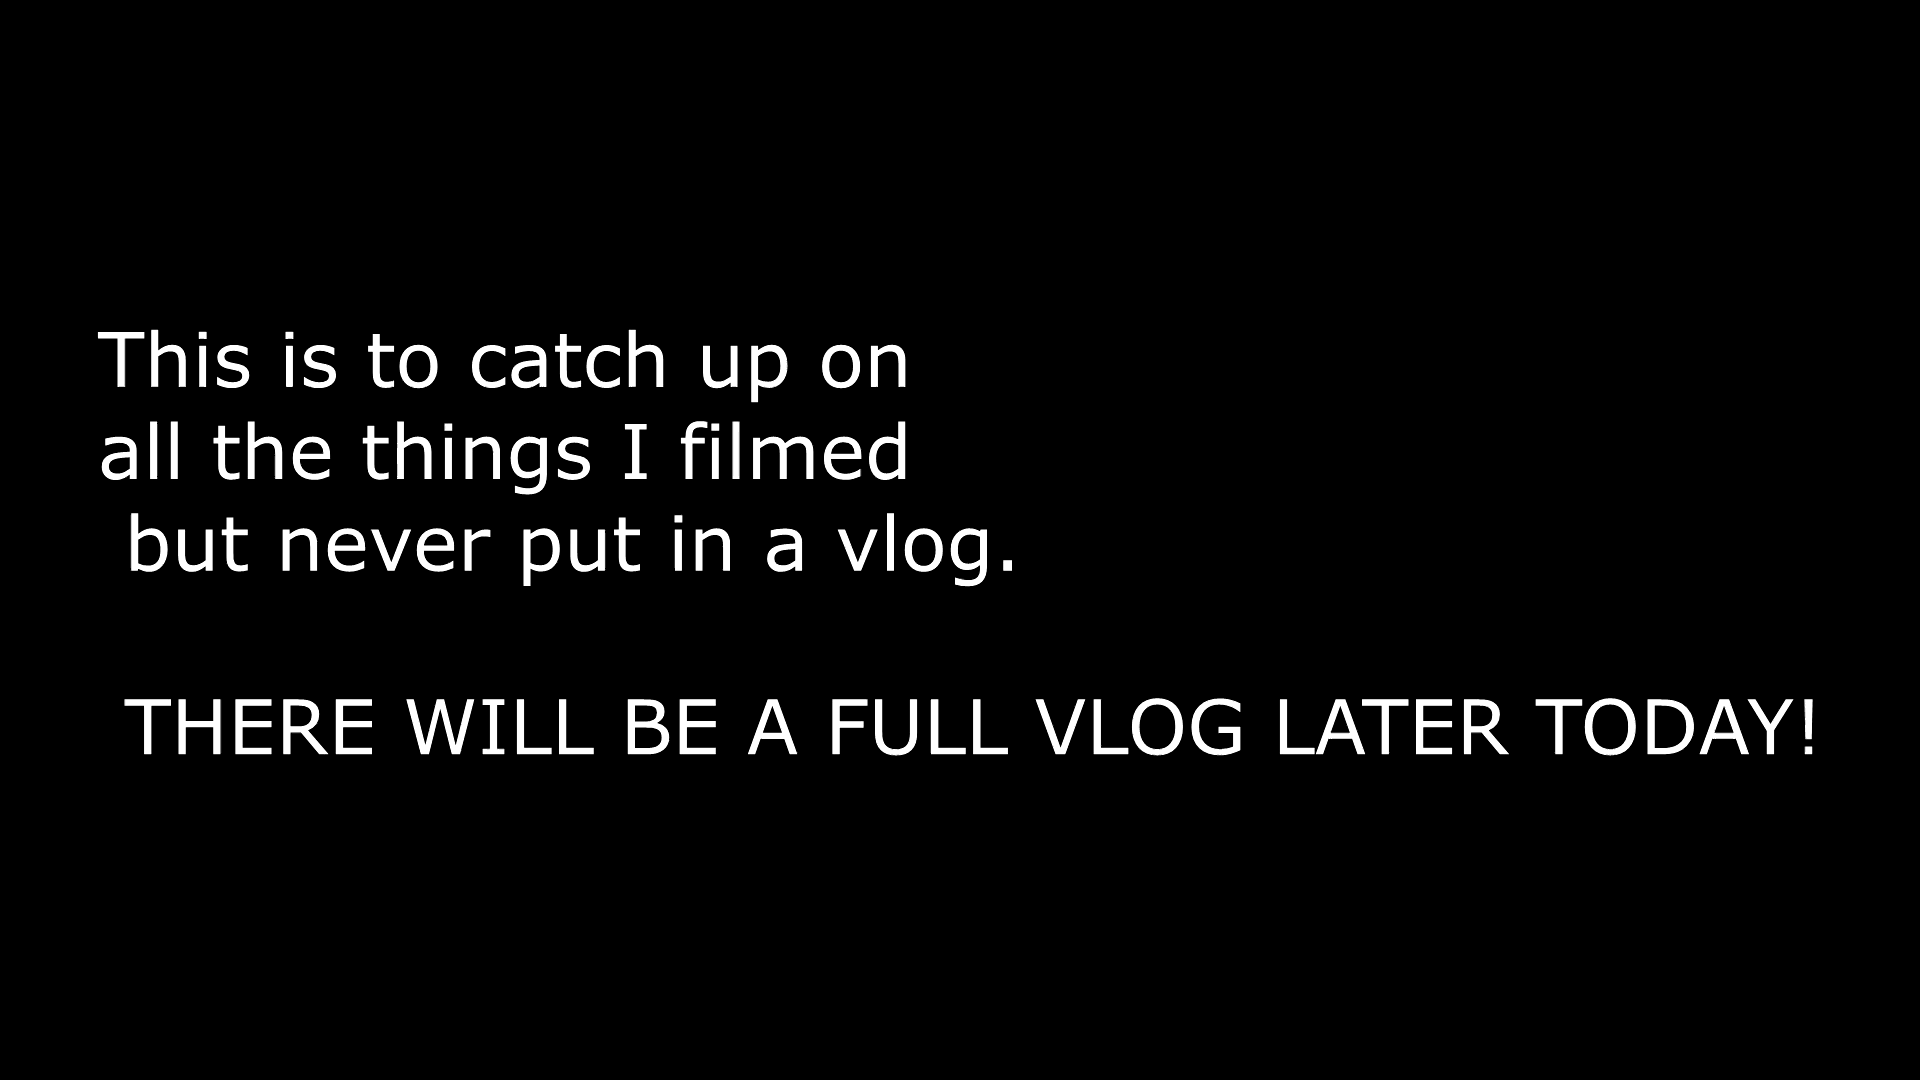 This is to catch up on
all the things I filmed
but never put in a vlog.
THERE WILL BE A FULL VLOG LATER TODAY!